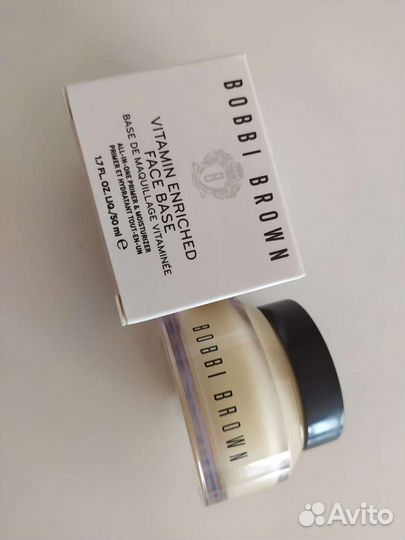 BOBBI BROWN
VITAMIN ENRICHED
FACE BASE
BASE DE MAQUILLAGE VITAMINÉE
ALL-IN-ONE PRIMER & MOISTURIZER
PRIMER ET HYDRATANT TOUT-EN-UN
1.7 FL. OZ. LIQ./50 ml ℮
B
BOBBI BROWN
Avito